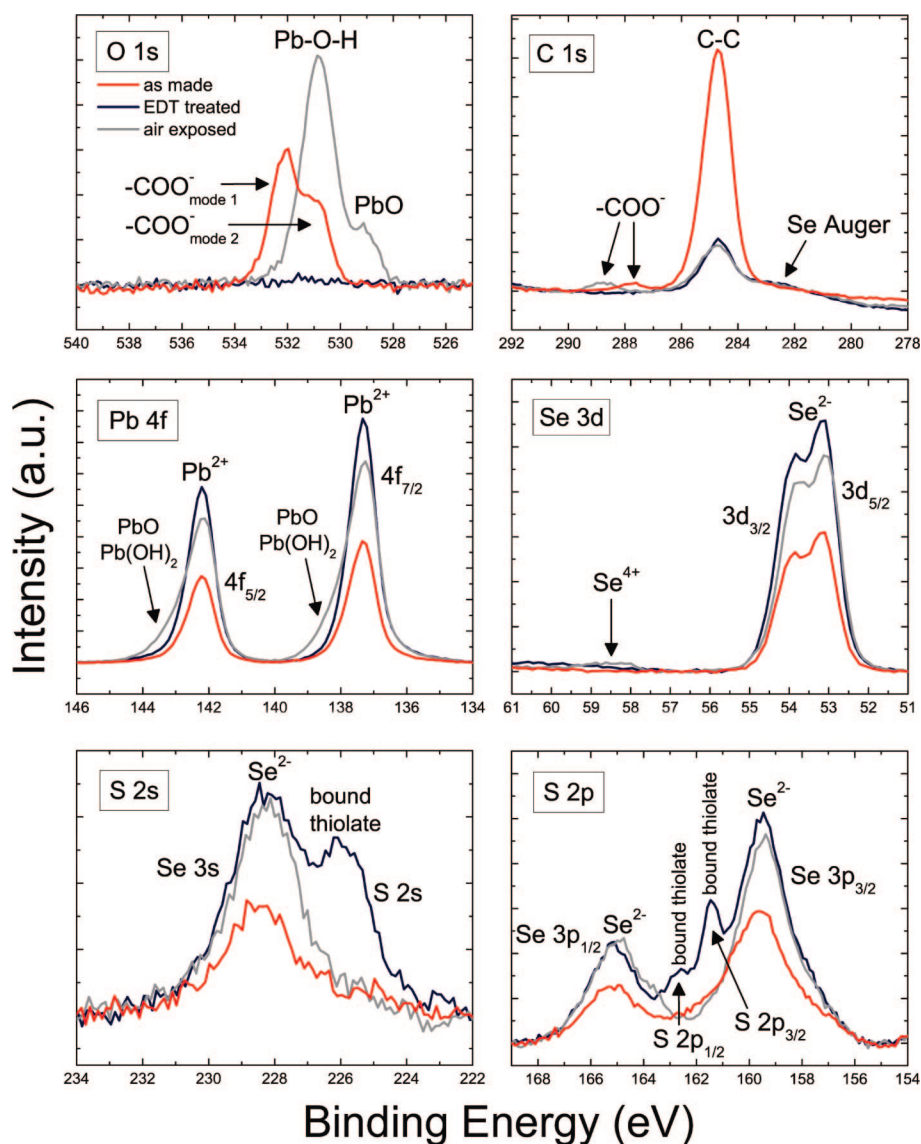 O 1s
Pb-O-H
as made
EDT treated
air exposed
-COO⁻ mode 1
-COO⁻ mode 2
PbO
540 538 536 534 532 530 528 526
C 1s
C-C
-COO⁻
Se Auger
292 290 288 286 284 282 280 278
Intensity (a.u.)
Pb 4f
Pb²⁺
Pb²⁺
4f₇/₂
PbO
Pb(OH)₂
PbO
Pb(OH)₂
4f₅/₂
146 144 142 140 138 136 134
Se 3d
Se²⁻
3d₅/₂
3d₃/₂
Se⁴⁺
61 60 59 58 57 56 55 54 53 52 51
S 2s
Se²⁻
bound
thiolate
Se 3s
S 2s
234 232 230 228 226 224 222
S 2p
bound thiolate
bound thiolate
Se²⁻
Se 3p₃/₂
Se²⁻
Se 3p₁/₂
S 2p₃/₂
S 2p₁/₂
168 166 164 162 160 158 156 154
Binding Energy (eV)